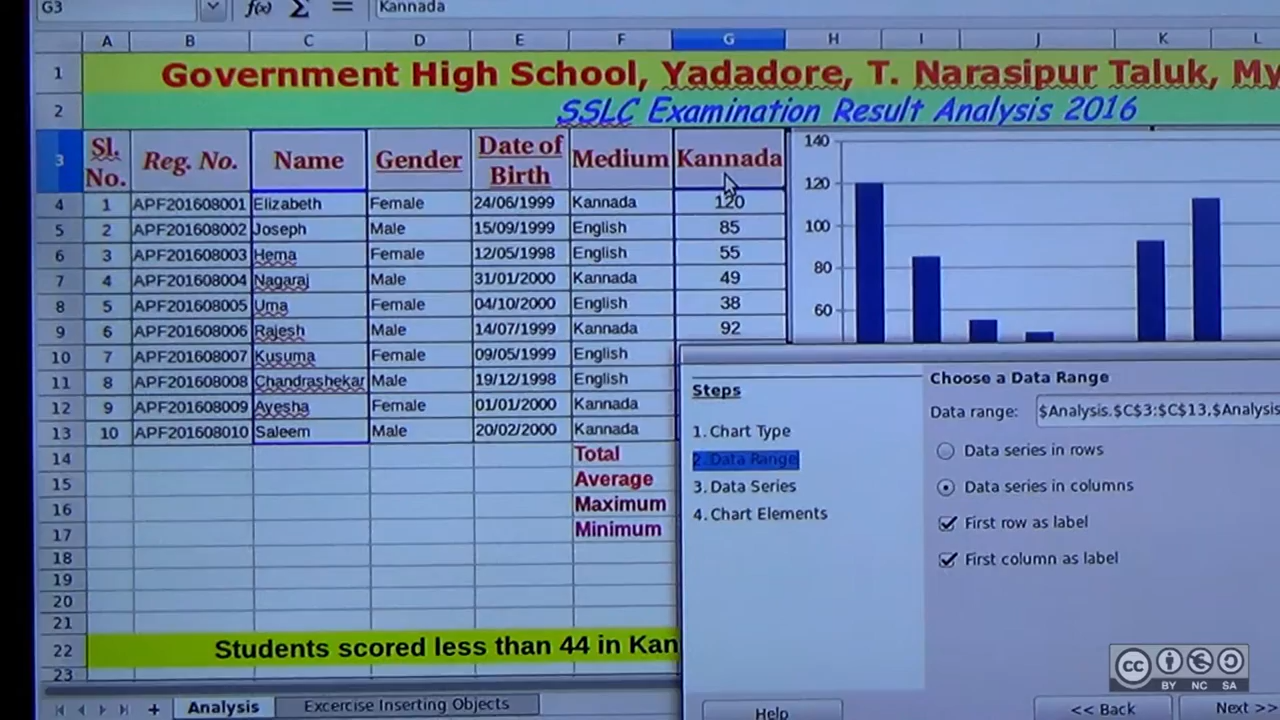 G3 f(x) Σ = Kannada
A B C D E F G H I J K L
1 Government High School, Yadadore, T. Narasipur Taluk, My
2 SSLC Examination Result Analysis 2016
3 Sl. No. Reg. No. Name Gender Date of Birth Medium Kannada
4 1 APF201608001 Elizabeth Female 24/06/1999 Kannada 120
5 2 APF201608002 Joseph Male 15/09/1999 English 85
6 3 APF201608003 Hema Female 12/05/1998 English 55
7 4 APF201608004 Nagaraj Male 31/01/2000 Kannada 49
8 5 APF201608005 Uma Female 04/10/2000 English 38
9 6 APF201608006 Rajesh Male 14/07/1999 Kannada 92
10 7 APF201608007 Kusuma Female 09/05/1999 English
11 8 APF201608008 Chandrashekar Male 19/12/1998 English
12 9 APF201608009 Ayesha Female 01/01/2000 Kannada
13 10 APF201608010 Saleem Male 20/02/2000 Kannada
14 Total
15 Average
16 Maximum
17 Minimum
18
19
20
21
22 Students scored less than 44 in Kan
23
140
120
100
80
60
Steps
1. Chart Type
2. Data Range
3. Data Series
4. Chart Elements
Choose a Data Range
Data range: $Analysis.$C$3:$C$13,$Analysis
Data series in rows
Data series in columns
First row as label
First column as label
Help << Back Next >>
Analysis Excercise Inserting Objects
cc BY NC SA